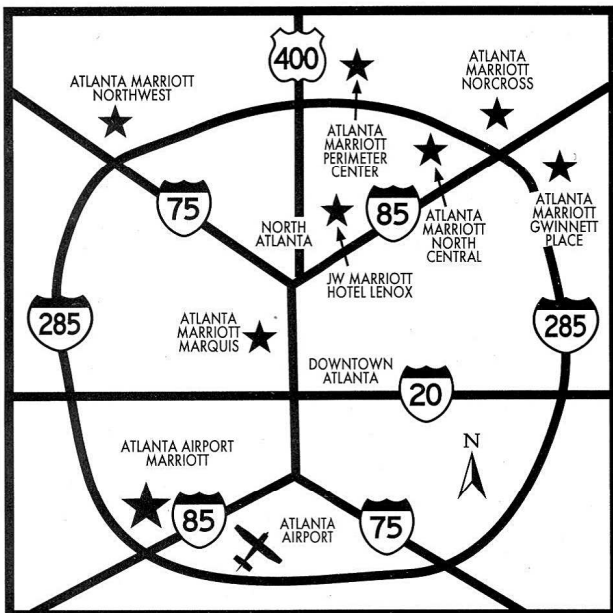 400
ATLANTA MARRIOTT
NORTHWEST
ATLANTA
MARRIOTT
NORCROSS
ATLANTA
MARRIOTT
PERIMETER
CENTER
75
NORTH
ATLANTA
85
ATLANTA
MARRIOTT
NORTH
CENTRAL
ATLANTA
MARRIOTT
GWINNETT
PLACE
JW MARRIOTT
HOTEL LENOX
285
ATLANTA
MARRIOTT
MARQUIS
285
DOWNTOWN
ATLANTA
20
ATLANTA AIRPORT
MARRIOTT
N
85
ATLANTA
AIRPORT
75